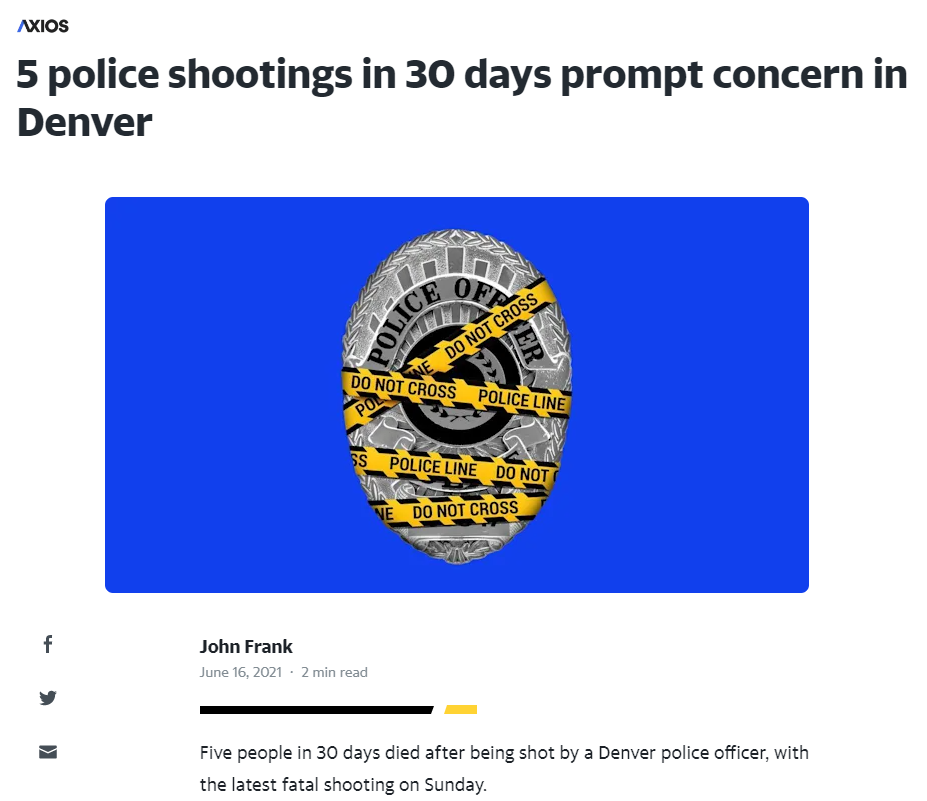 AXIOS
5 police shootings in 30 days prompt concern in
Denver
POLICE OFFICER
DO NOT CROSS
DO NOT CROSS POLICE LINE
POLICE LINE DO NOT
DO NOT CROSS
John Frank
June 16, 2021 · 2 min read
Five people in 30 days died after being shot by a Denver police officer, with
the latest fatal shooting on Sunday.